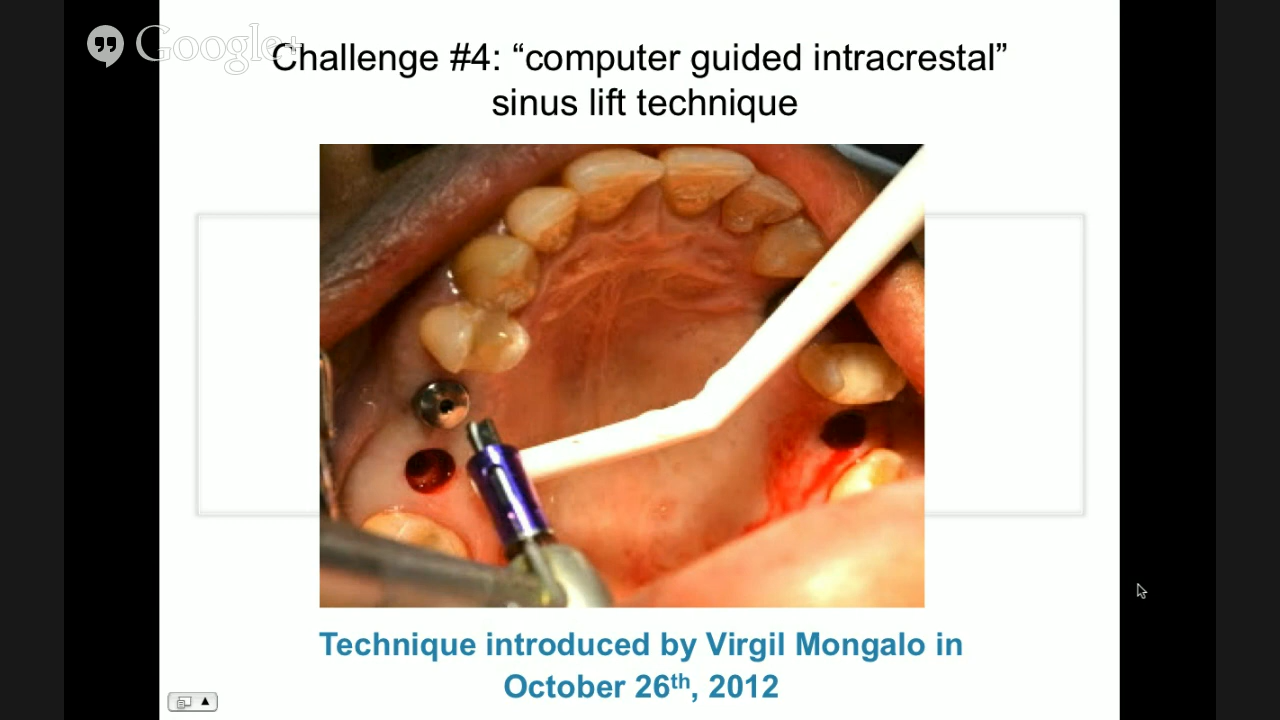 Google+
Challenge #4: “computer guided intracrestal”
sinus lift technique
Technique introduced by Virgil Mongalo in
October 26th, 2012